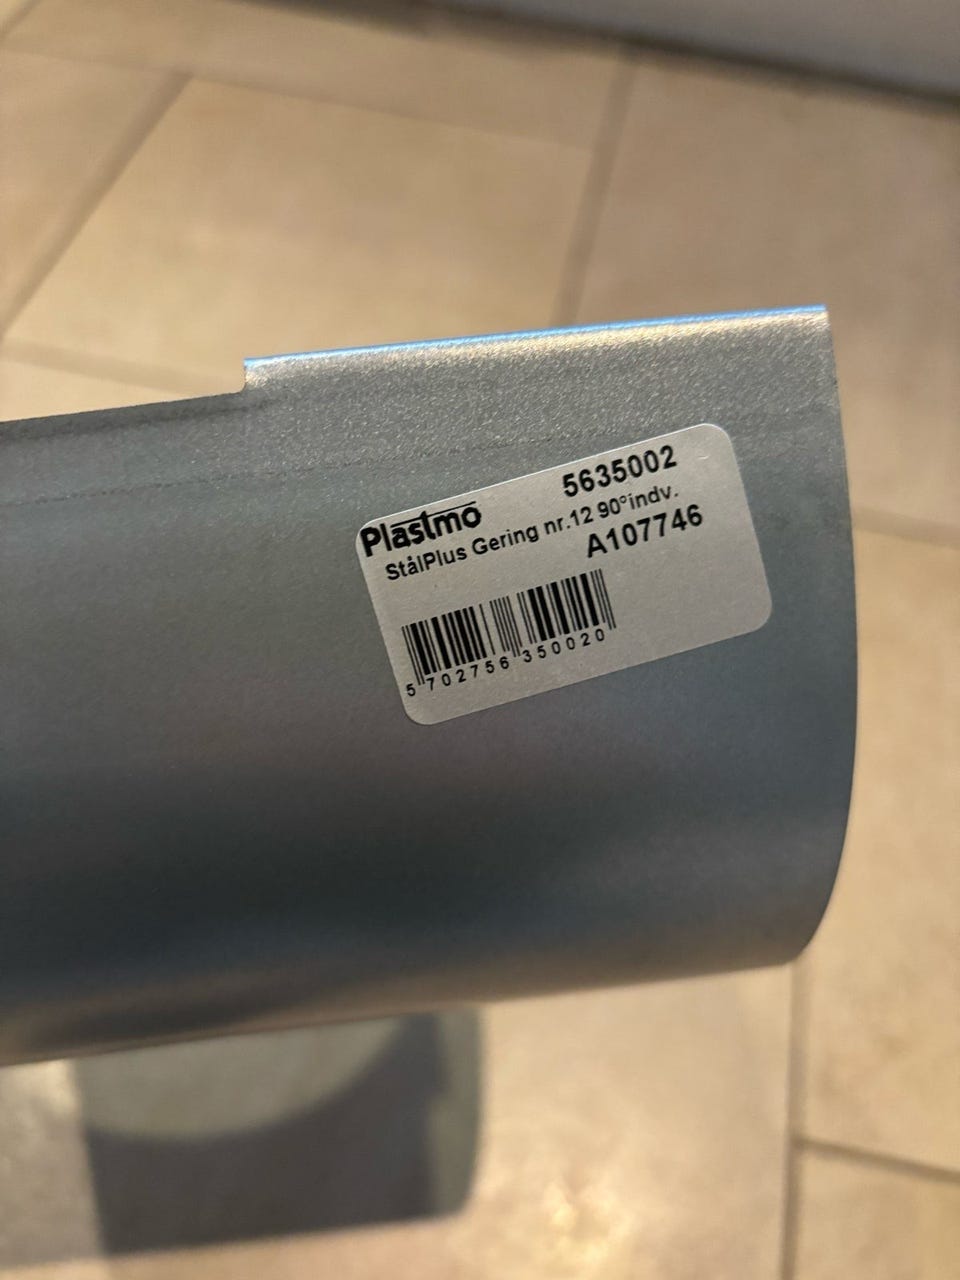 Plastmo 5635002
StålPlus Gering nr.12 90°indv.
A107746
5 702756 350020